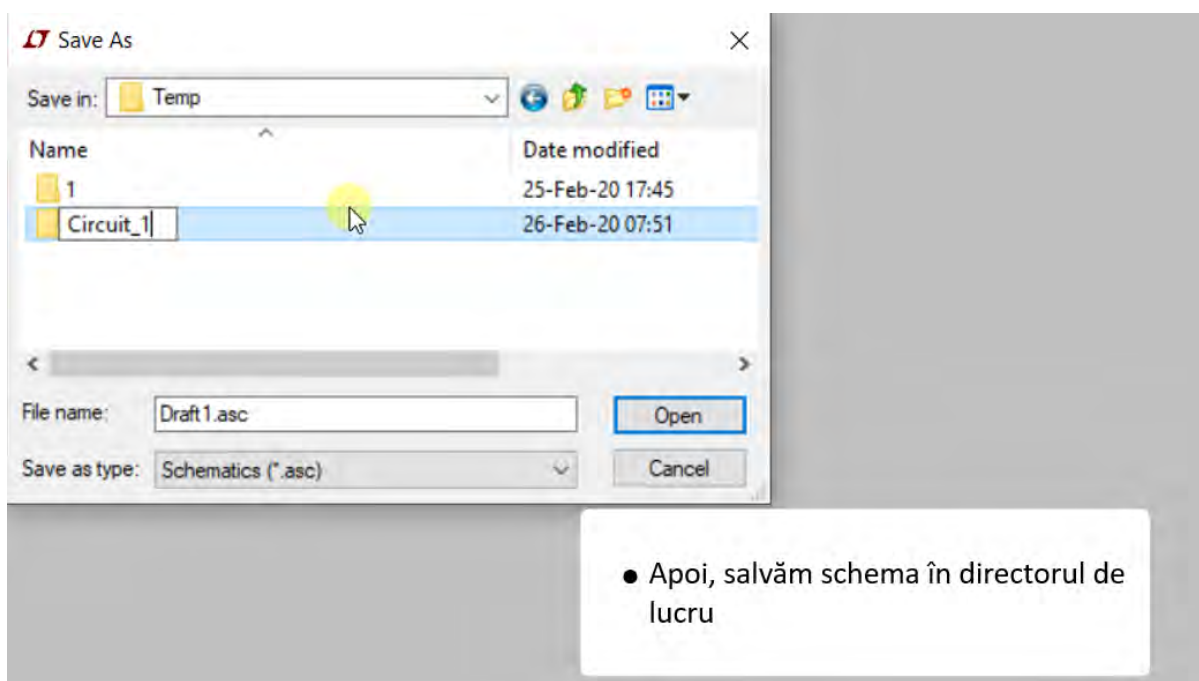 Save As
Save in: Temp
Name Date modified
1 25-Feb-20 17:45
Circuit_1 26-Feb-20 07:51
File name: Draft1.asc Open
Save as type: Schematics (*.asc) Cancel
• Apoi, salvăm schema în directorul de
lucru